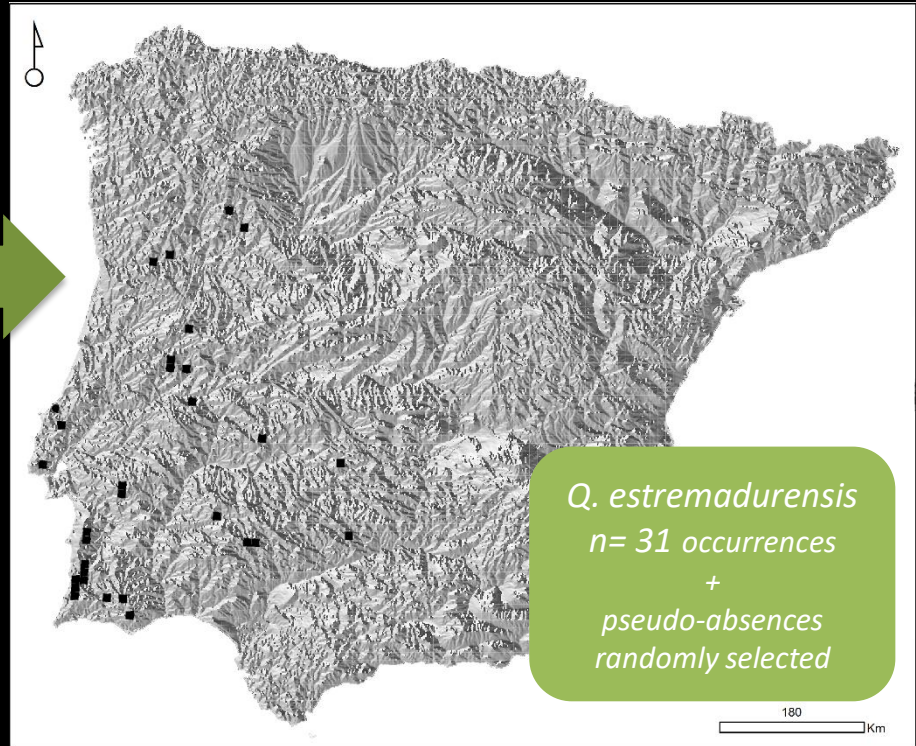 Q. estremadurensis
n= 31 occurrences
+
pseudo-absences
randomly selected
180
Km